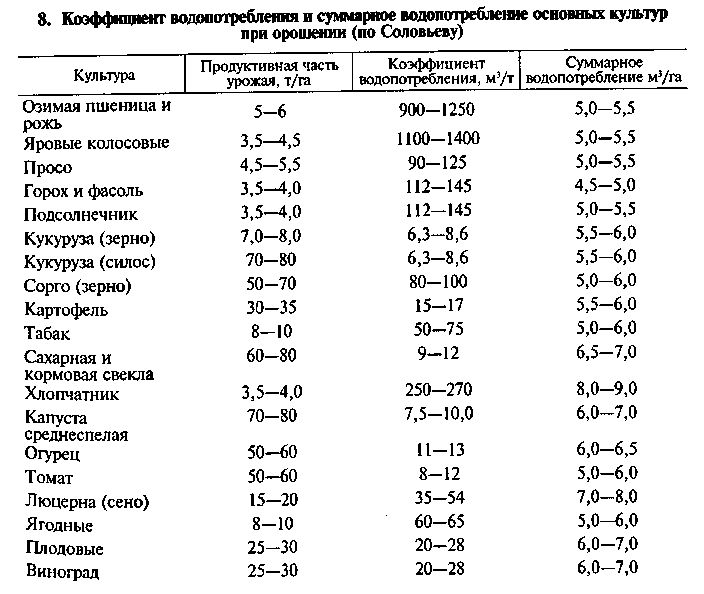 8. Коэффициент водопотребления и суммарное водопотребление основных культур
при орошении (по Соловьеву)
Культура | Продуктивная часть урожая, т/га | Коэффициент водопотребления, м³/т | Суммарное водопотребление м³/га
Озимая пшеница и рожь 5—6 900—1250 5,0—5,5
Яровые колосовые 3,5—4,5 1100—1400 5,0—5,5
Просо 4,5—5,5 90—125 5,0—5,5
Горох и фасоль 3,5—4,0 112—145 4,5—5,0
Подсолнечник 3,5—4,0 112—145 5,0—5,5
Кукуруза (зерно) 7,0—8,0 6,3—8,6 5,5—6,0
Кукуруза (силос) 70—80 6,3—8,6 5,5—6,0
Сорго (зерно) 50—70 80—100 5,0—6,0
Картофель 30—35 15—17 5,5—6,0
Табак 8—10 50—75 5,0—6,0
Сахарная и кормовая свекла 60—80 9—12 6,5—7,0
Хлопчатник 3,5—4,0 250—270 8,0—9,0
Капуста среднеспелая 70—80 7,5—10,0 6,0—7,0
Огурец 50—60 11—13 6,0—6,5
Томат 50—60 8—12 5,0—6,0
Люцерна (сено) 15—20 35—54 7,0—8,0
Ягодные 8—10 60—65 5,0—6,0
Плодовые 25—30 20—28 6,0—7,0
Виноград 25—30 20—28 6,0—7,0